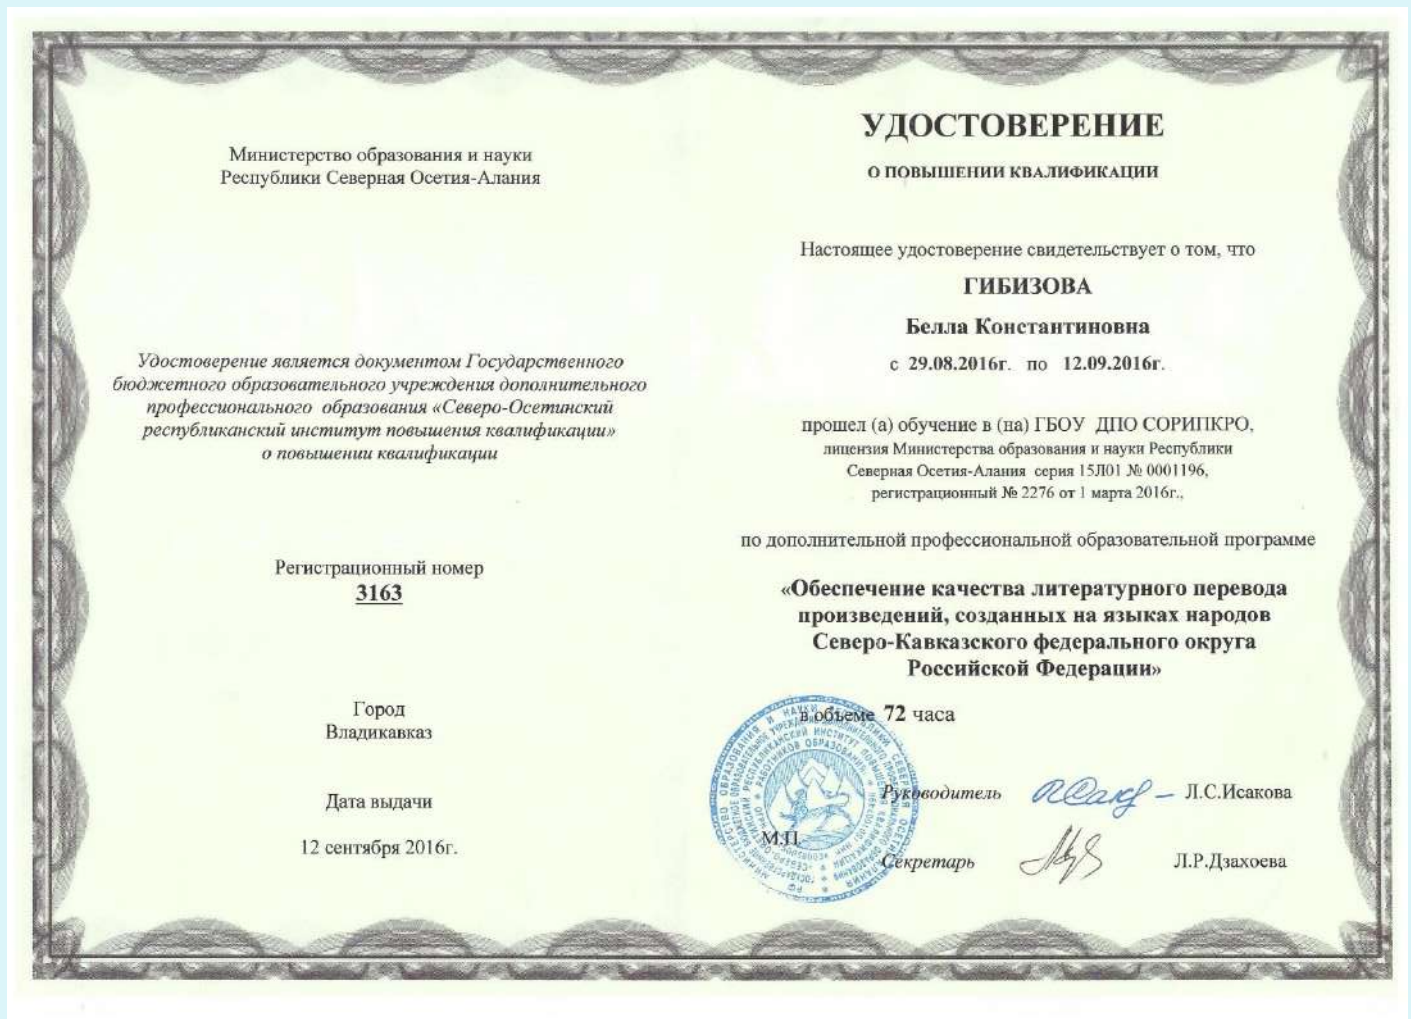 Министерство образования и науки
Республики Северная Осетия-Алания
Удостоверение является документом Государственного
бюджетного образовательного учреждения дополнительного
профессионального образования «Северо-Осетинский
республиканский институт повышения квалификации»
о повышении квалификации
Регистрационный номер
3163
Город
Владикавказ
Дата выдачи
12 сентября 2016г.
УДОСТОВЕРЕНИЕ
О ПОВЫШЕНИИ КВАЛИФИКАЦИИ
Настоящее удостоверение свидетельствует о том, что
ГИБИЗОВА
Белла Константиновна
с 29.08.2016г. по 12.09.2016г.
прошел (а) обучение в (на) ГБОУ ДПО СОРИПКРО,
лицензия Министерства образования и науки Республики
Северная Осетия-Алания серия 15Л01 № 0001196,
регистрационный № 2276 от 1 марта 2016г.,
по дополнительной профессиональной образовательной программе
«Обеспечение качества литературного перевода
произведений, созданных на языках народов
Северо-Кавказского федерального округа
Российской Федерации»
в объеме 72 часа
Руководитель Л.С.Исакова
М.П.
Секретарь Л.Р.Дзахоева